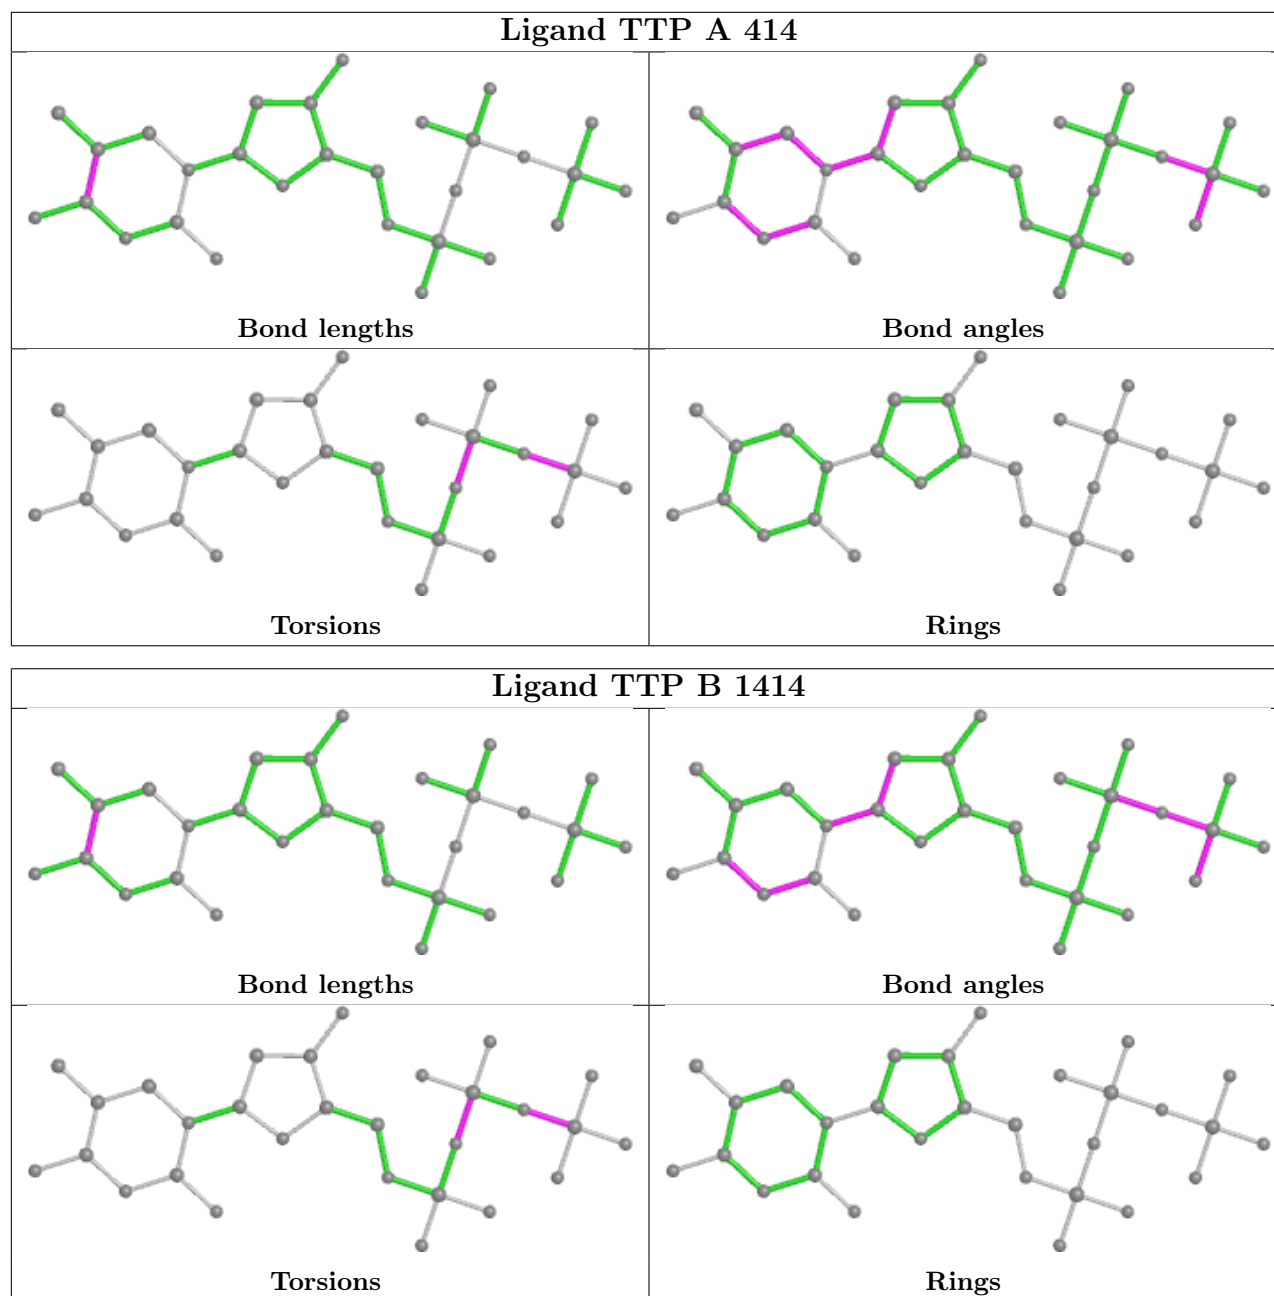 Ligand TTP A 414
Bond lengths
Bond angles
Torsions
Rings
Ligand TTP B 1414
Bond lengths
Bond angles
Torsions
Rings